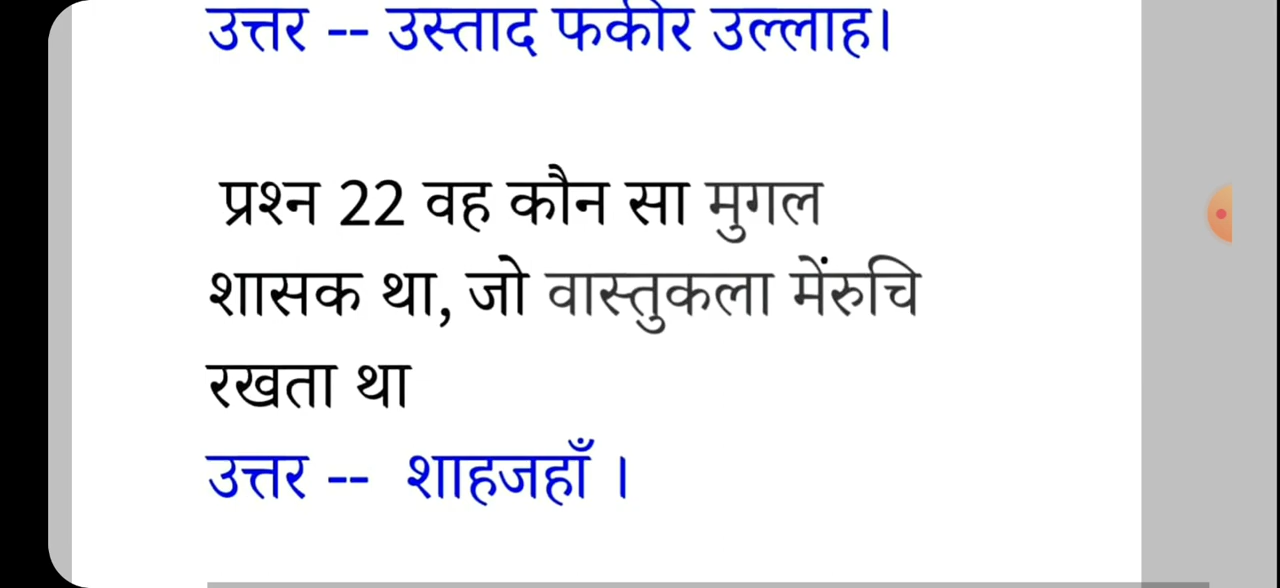 उत्तर -- उस्ताद फकीर उल्लाह।
प्रश्न 22 वह कौन सा मुगल
शासक था, जो वास्तुकला मेंरुचि
रखता था
उत्तर -- शाहजहाँ ।